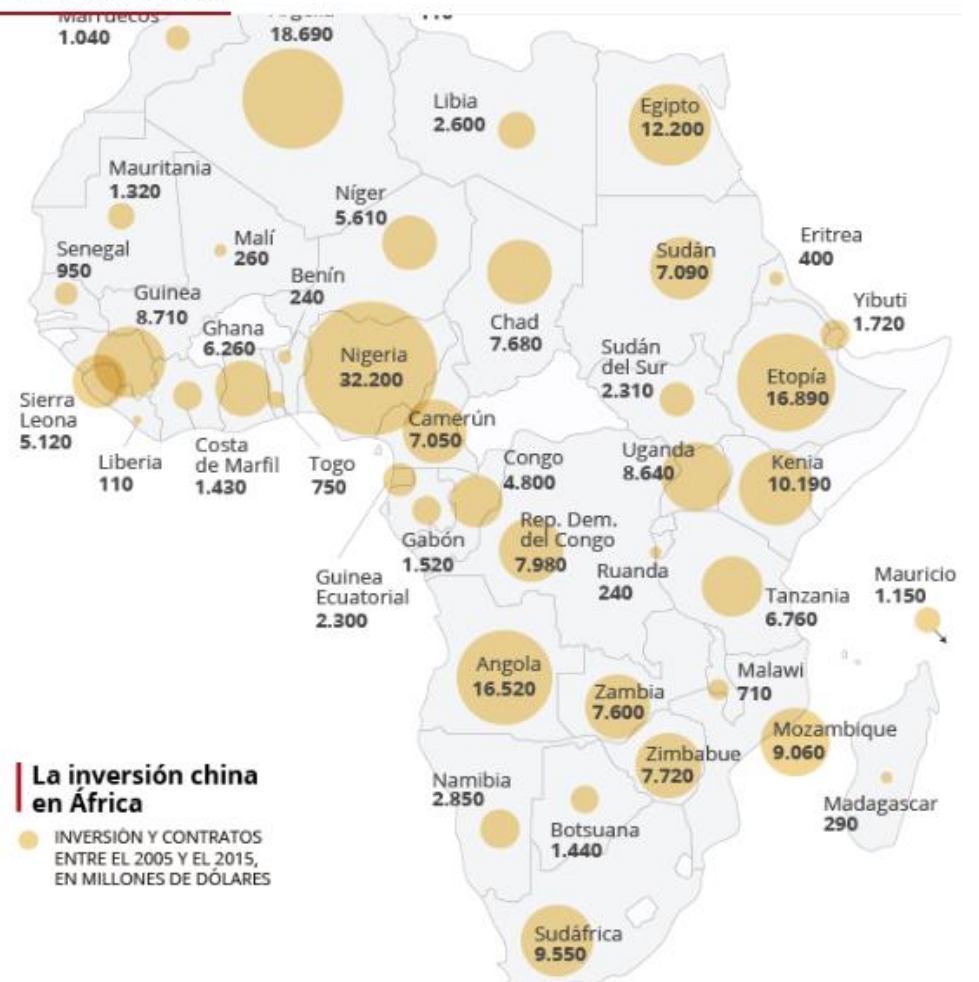 Marruecos
1.040
Argelia
18.690
110
Libia
2.600
Egipto
12.200
Mauritania
1.320
Níger
5.610
Malí
260
Senegal
950
Benín
240
Guinea
8.710
Ghana
6.260
Nigeria
32.200
Chad
7.680
Sudán
7.090
Eritrea
400
Yibuti
1.720
Sudán
del Sur
2.310
Etopía
16.890
Sierra
Leona
5.120
Liberia
110
Costa
de Marfil
1.430
Togo
750
Camerún
7.050
Congo
4.800
Uganda
8.640
Kenia
10.190
Gabón
1.520
Rep. Dem.
del Congo
7.980
Guinea
Ecuatorial
2.300
Ruanda
240
Tanzania
6.760
Mauricio
1.150
Angola
16.520
Zambia
7.600
Malawi
710
Mozambique
9.060
Zimbabue
7.720
Namibia
2.850
Botsuana
1.440
Madagascar
290
Sudáfrica
9.550
La inversión china
en África
INVERSIÓN Y CONTRATOS
ENTRE EL 2005 Y EL 2015,
EN MILLONES DE DÓLARES